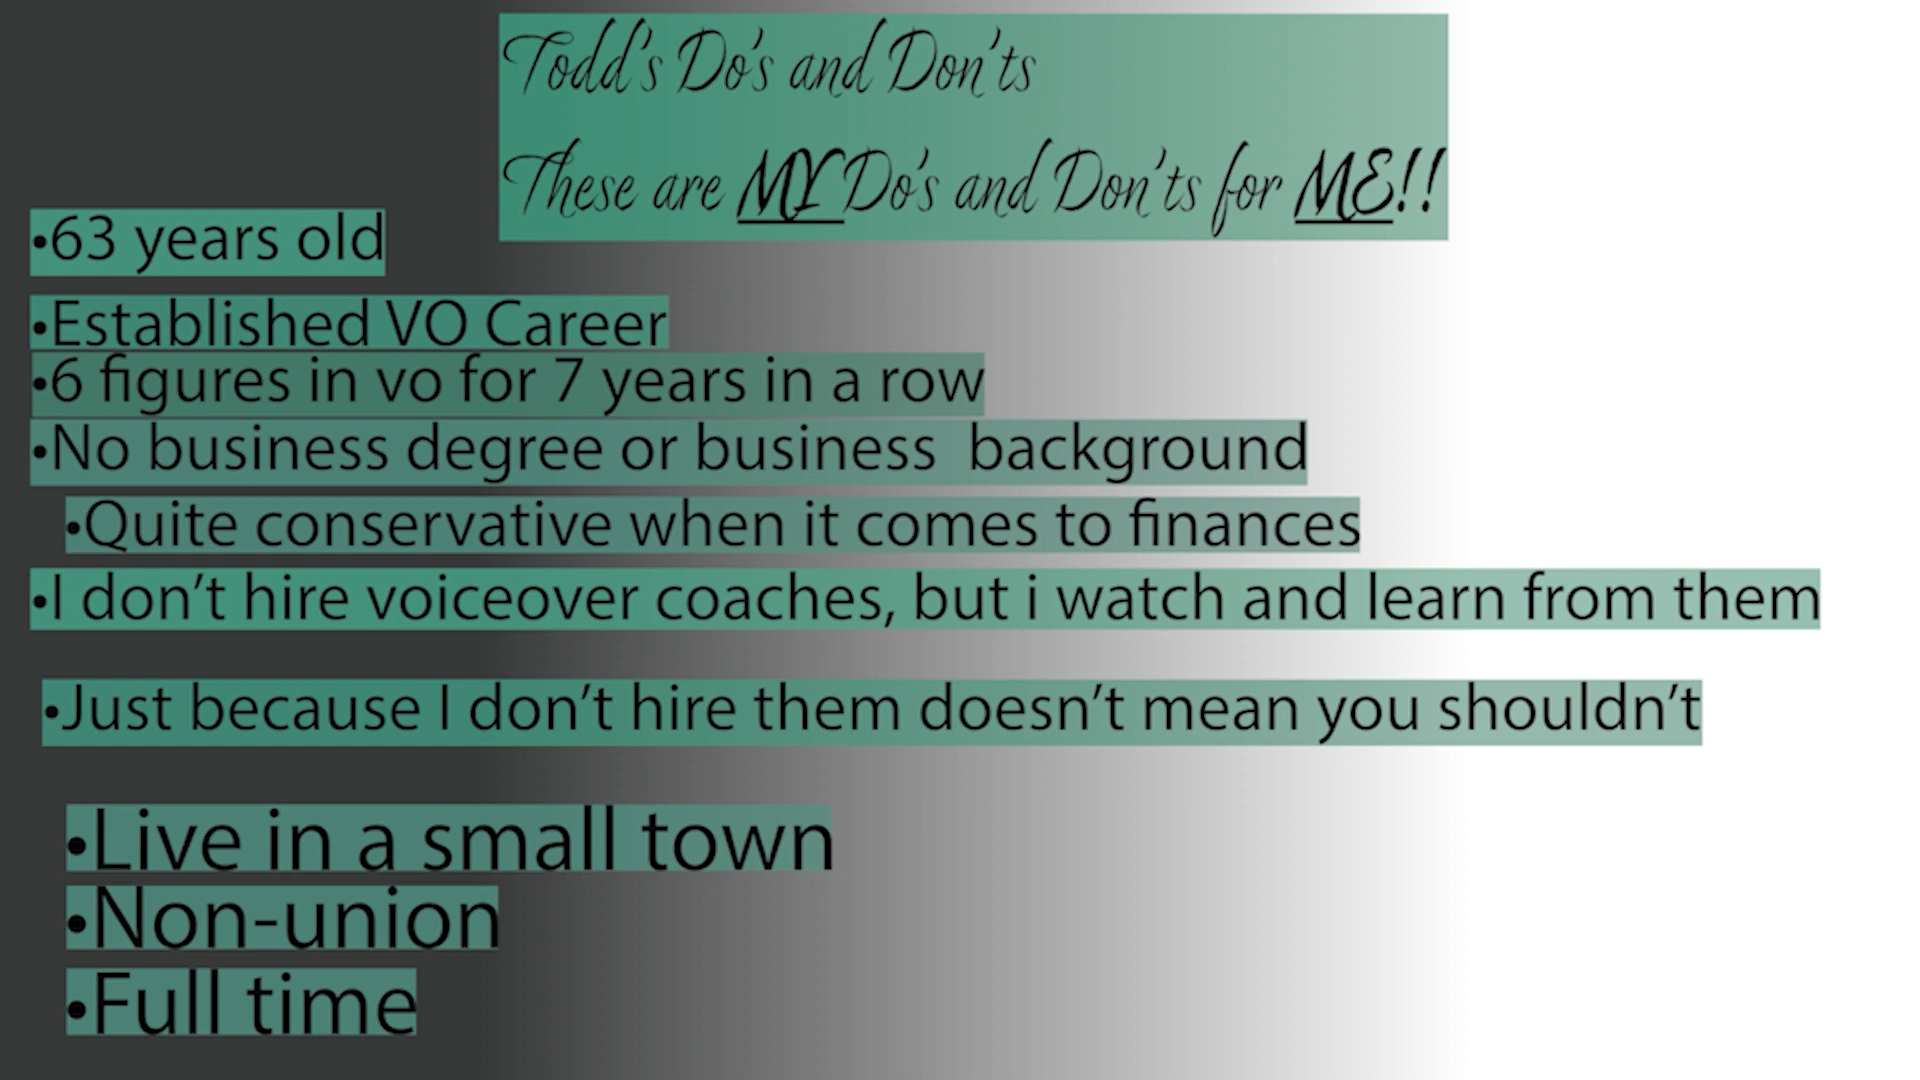 Todd's Do's and Don'ts
These are MY Do's and Don'ts for ME!!
•63 years old
•Established VO Career
•6 figures in vo for 7 years in a row
•No business degree or business  background
•Quite conservative when it comes to finances
•I don't hire voiceover coaches, but i watch and learn from them
•Just because I don't hire them doesn't mean you shouldn't
•Live in a small town
•Non-union
•Full time